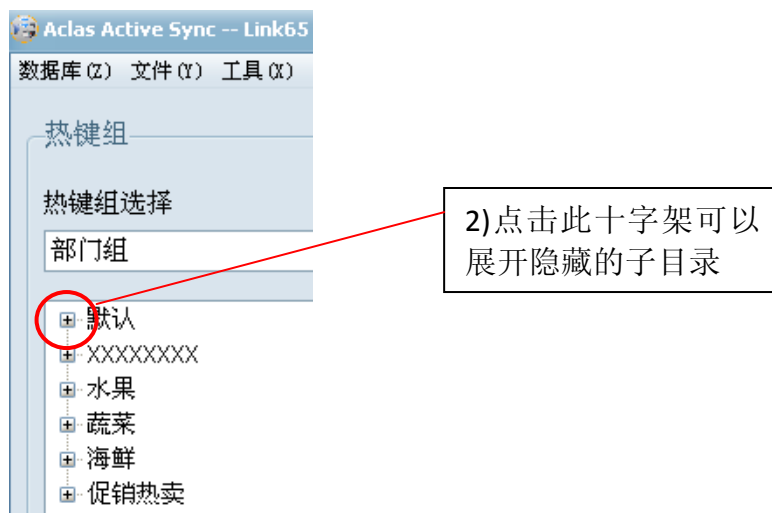 Aclas Active Sync -- Link65
数据库(Z) 文件(Y) 工具(X)
热键组
热键组选择
部门组
2)点击此十字架可以
展开隐藏的子目录
默认
XXXXXXXX
水果
蔬菜
海鲜
促销热卖